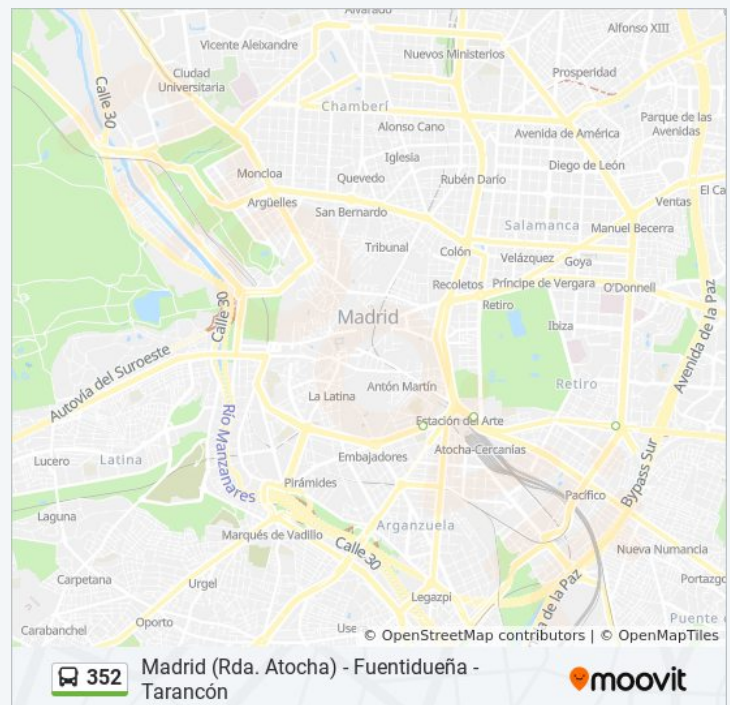 Alvarado
Alfonso XIII
Vicente Aleixandre
Nuevos Ministerios
Ciudad
Universitaria
Prosperidad
Calle 30
Chamberí
Parque de las
Avenidas
Alonso Cano
Avenida de América
Iglesia
Diego de León
Moncloa
Quevedo
Rubén Darío
El Ca
Argüelles
San Bernardo
Ventas
Salamanca
Manuel Becerra
Tribunal
Colón
Velázquez
Goya
Recoletos
Príncipe de Vergara
O'Donnell
Calle 30
Madrid
Retiro
Ibiza
Avenida de la Paz
Autovía del Suroeste
La Latina
Antón Martín
Retiro
Río Manzanares
Estación del Arte
Lucero
Latina
Embajadores
Atocha-Cercanías
Bypass Sur
Pirámides
Pacífico
Laguna
Marqués de Vadillo
Arganzuela
Calle 30
Nueva Numancia
Carpetana
Urgel
Legazpi
a de la Paz
Portazgo
Carabanchel
Oporto
Use
Puente
© OpenStreetMap contributors | © OpenMapTiles
352
Madrid (Rda. Atocha) - Fuentidueña -
Tarancón
moovit